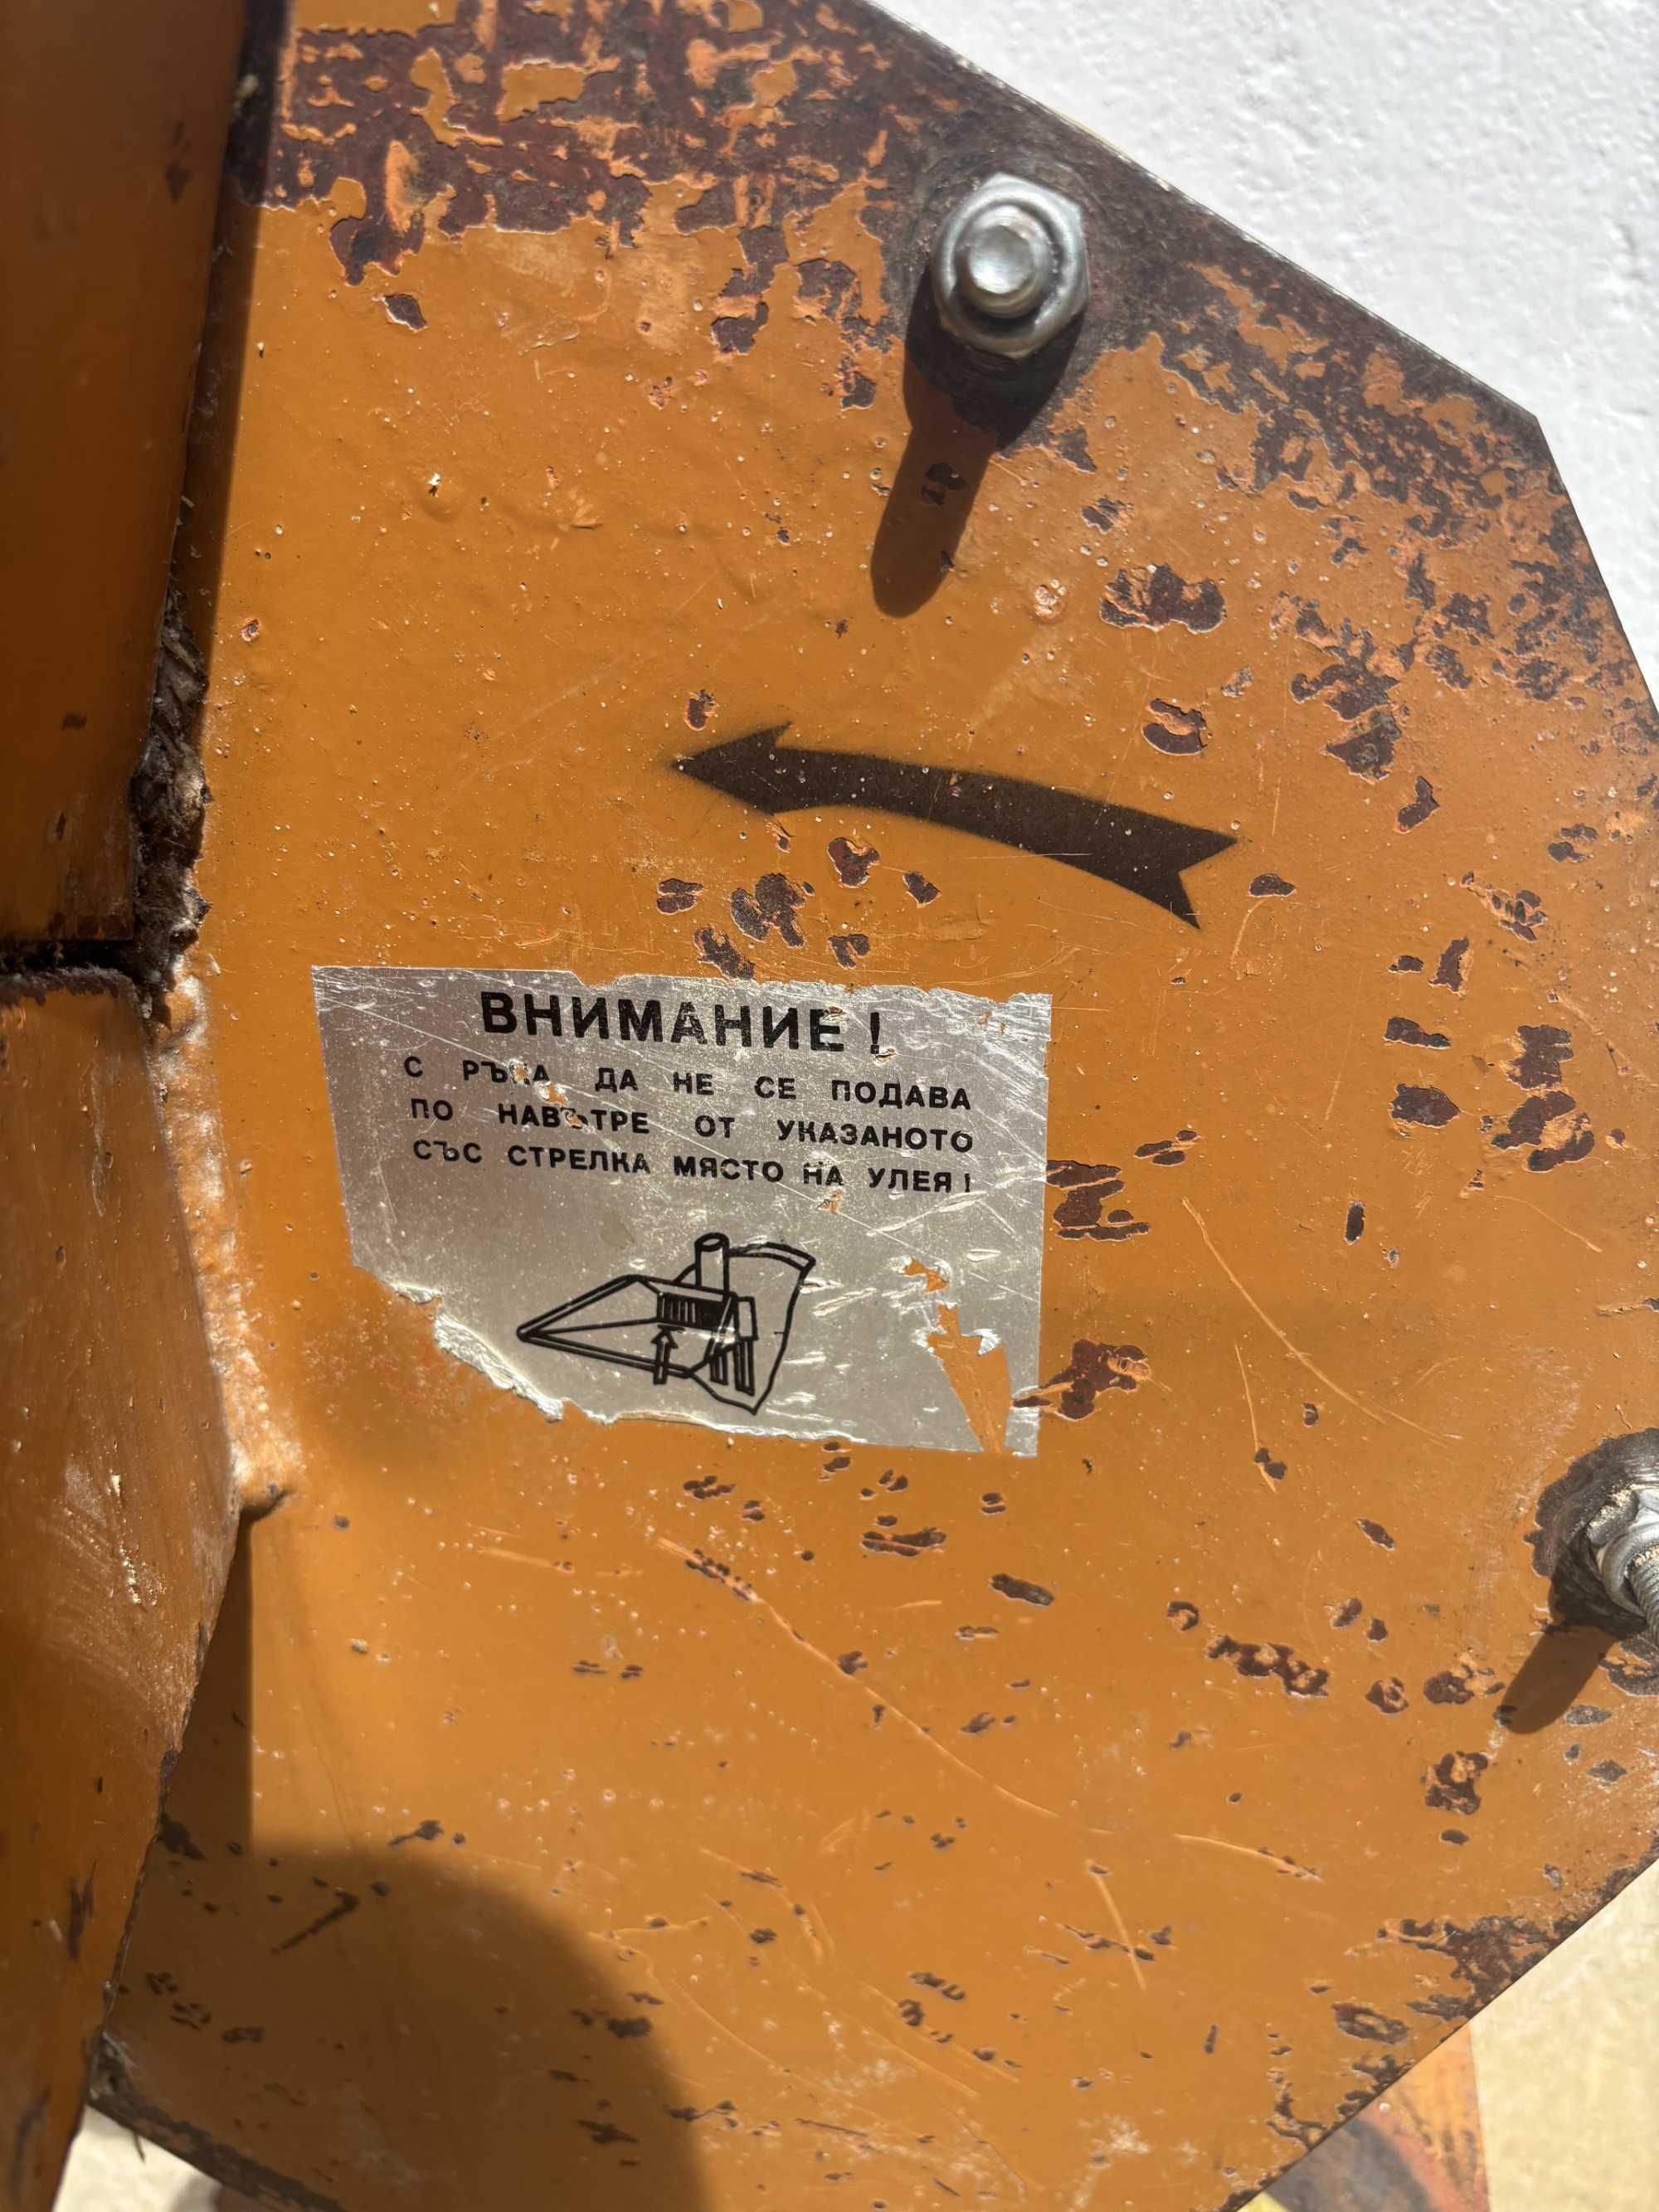 ВНИМАНИЕ!
С РЪКА ДА НЕ СЕ ПОДАВА
ПО НАВЪТРЕ ОТ УКАЗАНОТО
СЪС СТРЕЛКА МЯСТО НА УЛЕЯ!